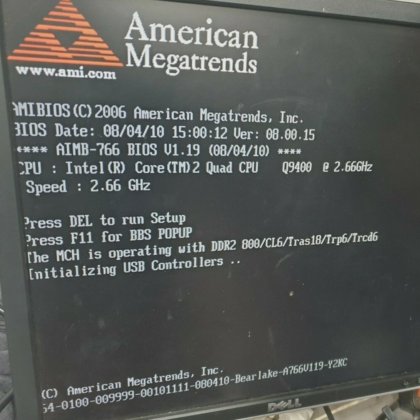 American
Megatrends
www.ami.com
AMIBIOS(C)2006 American Megatrends, Inc.
BIOS Date: 08/04/10 15:00:12 Ver: 08.00.15
**** AIMB-766 BIOS V1.19 (08/04/10) ****
CPU : Intel(R) Core(TM)2 Quad CPU Q9400 @ 2.66GHz
Speed : 2.66 GHz
Press DEL to run Setup
Press F11 for BBS POPUP
The MCH is operating with DDR2 800/CL6/Tras18/Trp6/Trcd6
Initializing USB Controllers ..
(C) American Megatrends, Inc.
64-0100-009999-00101111-080410-Bearlake-A766V119-Y2KC
DELL